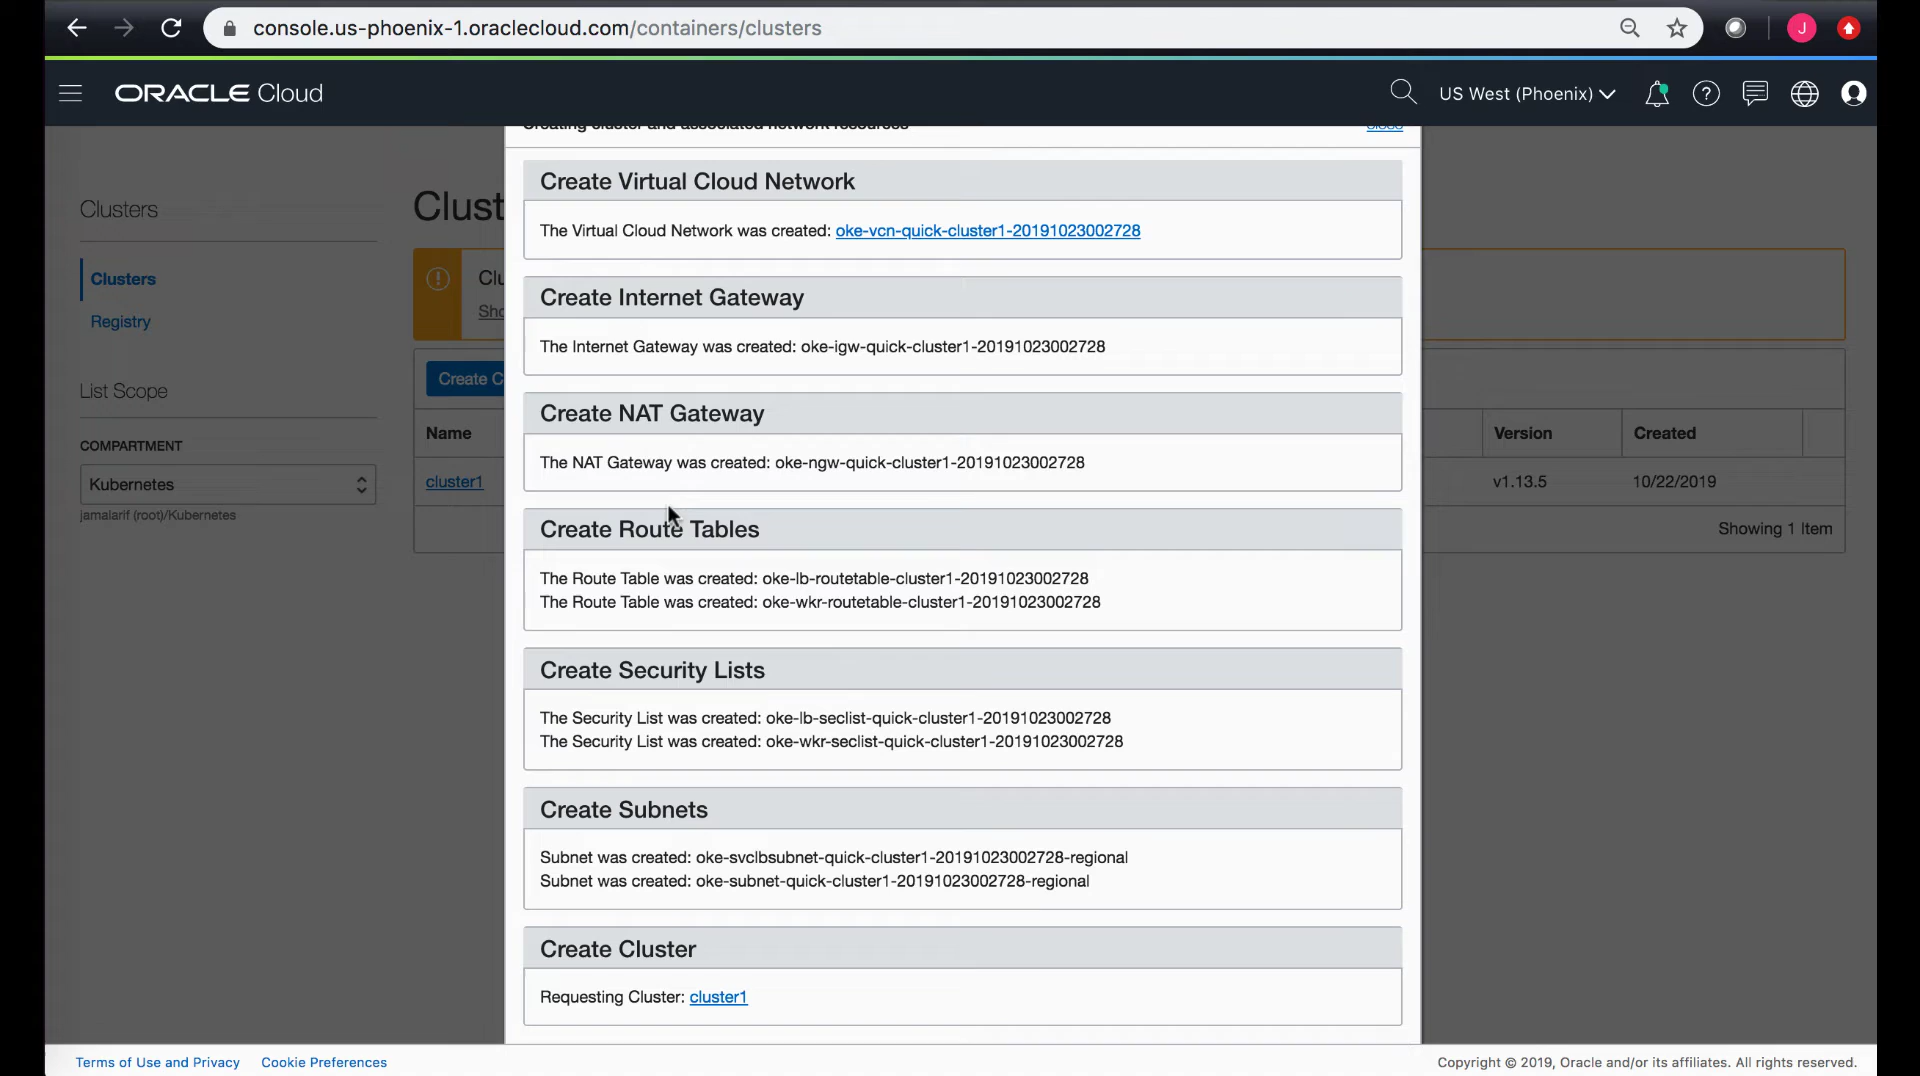 console.us-phoenix-1.oraclecloud.com/containers/clusters
J
ORACLE Cloud
US West (Phoenix)
Creating cluster and associated network resources
close
Clusters
Clusters
Registry
List Scope
COMPARTMENT
Kubernetes
jamalarif (root)/Kubernetes
Clust
Clu
Sho
Create C
Name
Version
Created
cluster1
v1.13.5
10/22/2019
Showing 1 Item
Create Virtual Cloud Network
The Virtual Cloud Network was created: oke-vcn-quick-cluster1-20191023002728
Create Internet Gateway
The Internet Gateway was created: oke-igw-quick-cluster1-20191023002728
Create NAT Gateway
The NAT Gateway was created: oke-ngw-quick-cluster1-20191023002728
Create Route Tables
The Route Table was created: oke-lb-routetable-cluster1-20191023002728
The Route Table was created: oke-wkr-routetable-cluster1-20191023002728
Create Security Lists
The Security List was created: oke-lb-seclist-quick-cluster1-20191023002728
The Security List was created: oke-wkr-seclist-quick-cluster1-20191023002728
Create Subnets
Subnet was created: oke-svclbsubnet-quick-cluster1-20191023002728-regional
Subnet was created: oke-subnet-quick-cluster1-20191023002728-regional
Create Cluster
Requesting Cluster: cluster1
Terms of Use and Privacy
Cookie Preferences
Copyright © 2019, Oracle and/or its affiliates. All rights reserved.